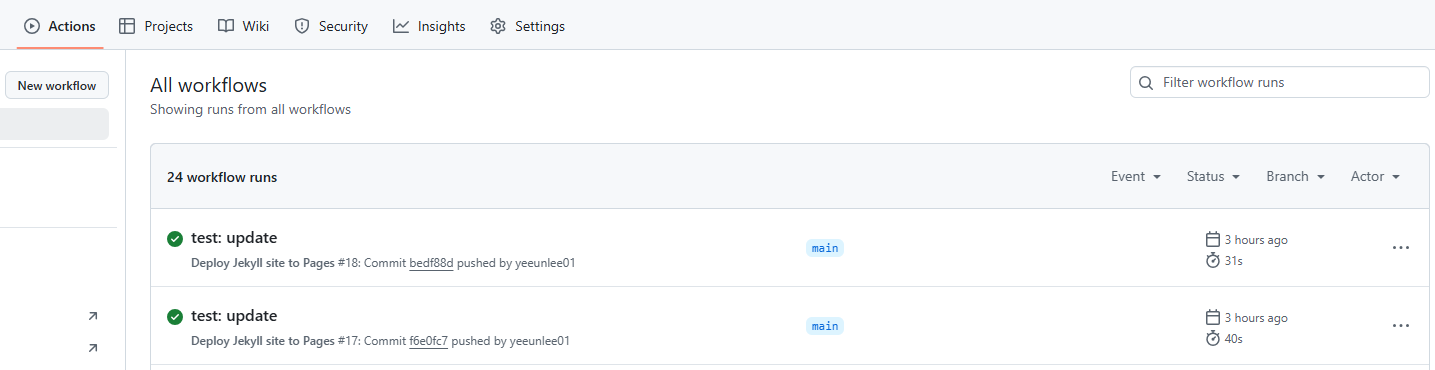 Actions Projects Wiki Security Insights Settings
New workflow
All workflows
Filter workflow runs
Showing runs from all workflows
24 workflow runs
Event Status Branch Actor
test: update
main
3 hours ago
Deploy Jekyll site to Pages #18: Commit bedf88d pushed by yeeunlee01
31s
test: update
main
3 hours ago
Deploy Jekyll site to Pages #17: Commit f6e0fc7 pushed by yeeunlee01
40s